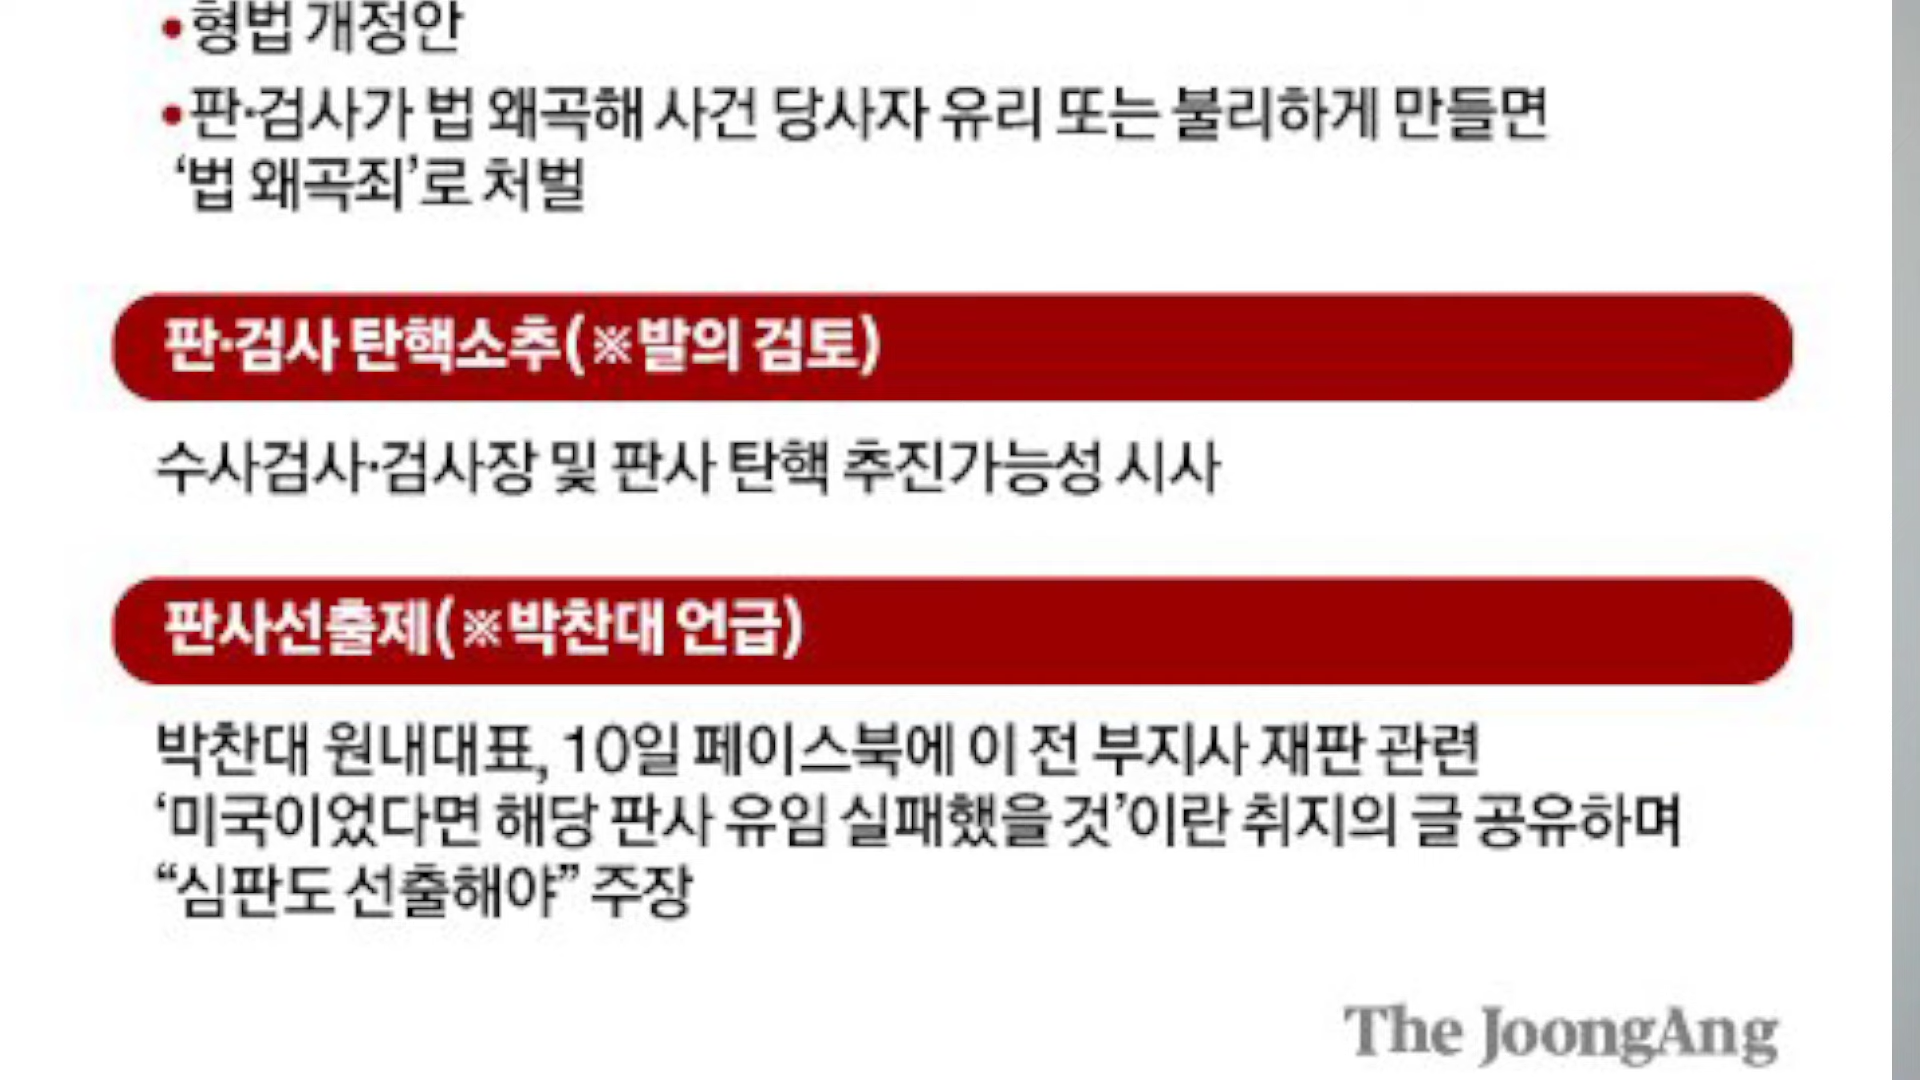 •형법 개정안
•판·검사가 법 왜곡해 사건 당사자 유리 또는 불리하게 만들면
‘법 왜곡죄’로 처벌
판·검사 탄핵소추(※발의 검토)
수사검사·검사장 및 판사 탄핵 추진가능성 시사
판사선출제(※박찬대 언급)
박찬대 원내대표, 10일 페이스북에 이 전 부지사 재판 관련
‘미국이었다면 해당 판사 유임 실패했을 것’이란 취지의 글 공유하며
“심판도 선출해야” 주장
The JoongAng